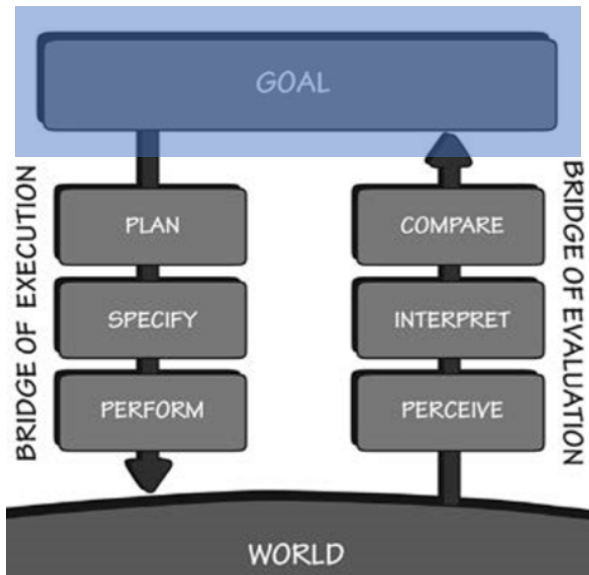 GOAL
BRIDGE OF EXECUTION
PLAN
SPECIFY
PERFORM
COMPARE
INTERPRET
PERCEIVE
BRIDGE OF EVALUATION
WORLD